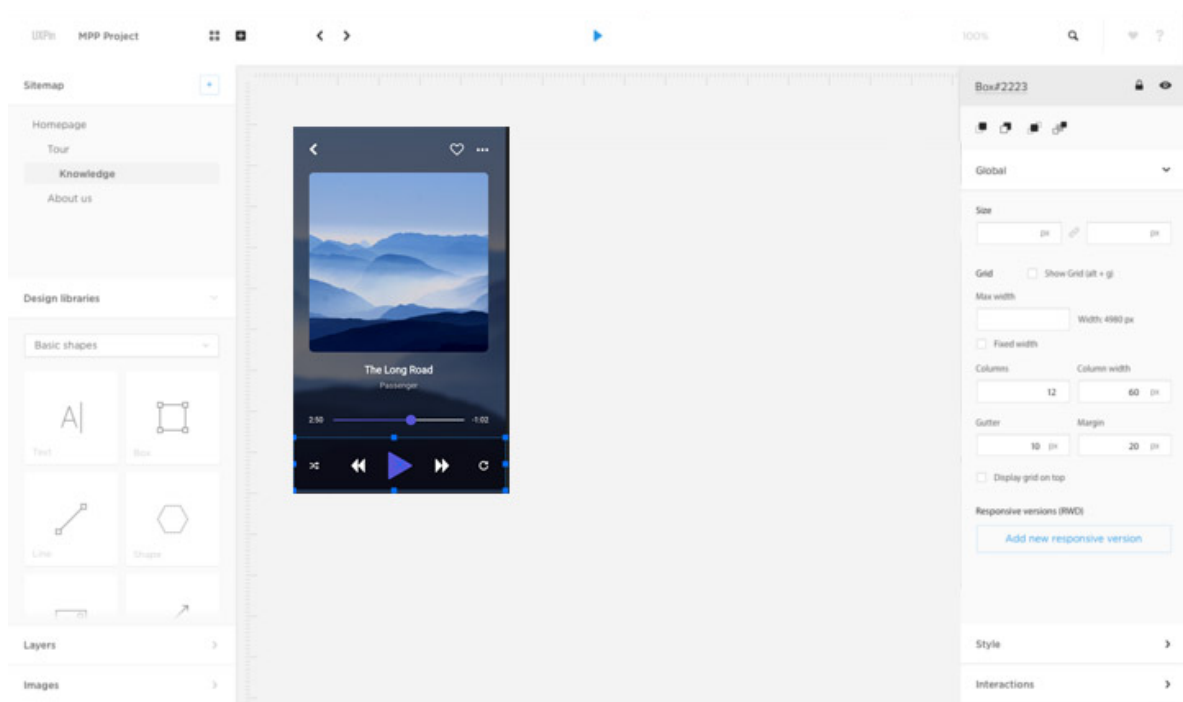 UXPin MPP Project 100% ?
Sitemap +
Homepage
Tour
Knowledge
About us
Design libraries
Basic shapes
A|
Text Box
Line Shape
Layers
Images
The Long Road
Passenger
2:50 -1:02
Box#2223
Global
Size
px px
Grid Show Grid (alt + g)
Max width
Width: 4980 px
Fixed width
Columns Column width
12 60 px
Gutter Margin
10 px 20 px
Display grid on top
Responsive versions (RWD)
Add new responsive version
Style
Interactions